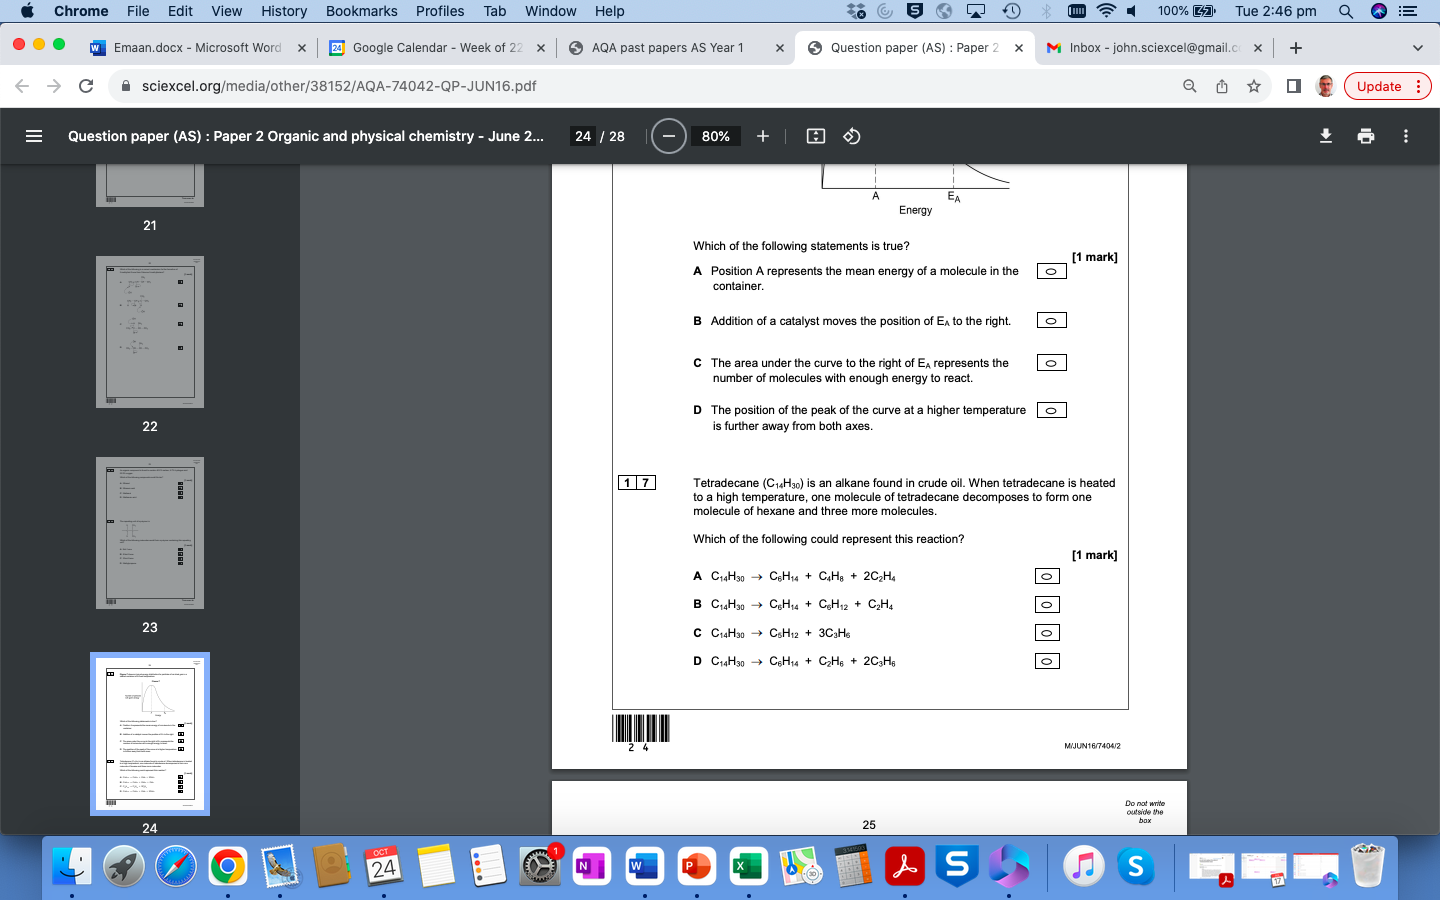 Chrome File Edit View History Bookmarks Profiles Tab Window Help
100% Tue 2:46 pm
Emaan.docx - Microsoft Word
Google Calendar - Week of 22
AQA past papers AS Year 1
Question paper (AS) : Paper 2
Inbox - john.sciexcel@gmail.c
sciexcel.org/media/other/38152/AQA-74042-QP-JUN16.pdf
Update
Question paper (AS) : Paper 2 Organic and physical chemistry - June 2...
24 / 28
80%
21
22
23
24
A
E_A
Energy
Which of the following statements is true?
[1 mark]
A Position A represents the mean energy of a molecule in the
container.
B Addition of a catalyst moves the position of E_A to the right.
C The area under the curve to the right of E_A represents the
number of molecules with enough energy to react.
D The position of the peak of the curve at a higher temperature
is further away from both axes.
1 7
Tetradecane (C₁₄H₃₀) is an alkane found in crude oil. When tetradecane is heated
to a high temperature, one molecule of tetradecane decomposes to form one
molecule of hexane and three more molecules.
Which of the following could represent this reaction?
[1 mark]
A C₁₄H₃₀ → C₆H₁₄ + C₄H₈ + 2C₂H₄
B C₁₄H₃₀ → C₆H₁₄ + C₆H₁₂ + C₂H₄
C C₁₄H₃₀ → C₅H₁₂ + 3C₃H₆
D C₁₄H₃₀ → C₆H₁₄ + C₂H₆ + 2C₃H₆
2 4
M/JUN16/7404/2
25
Do not write
outside the
box
OCT
24
1
17